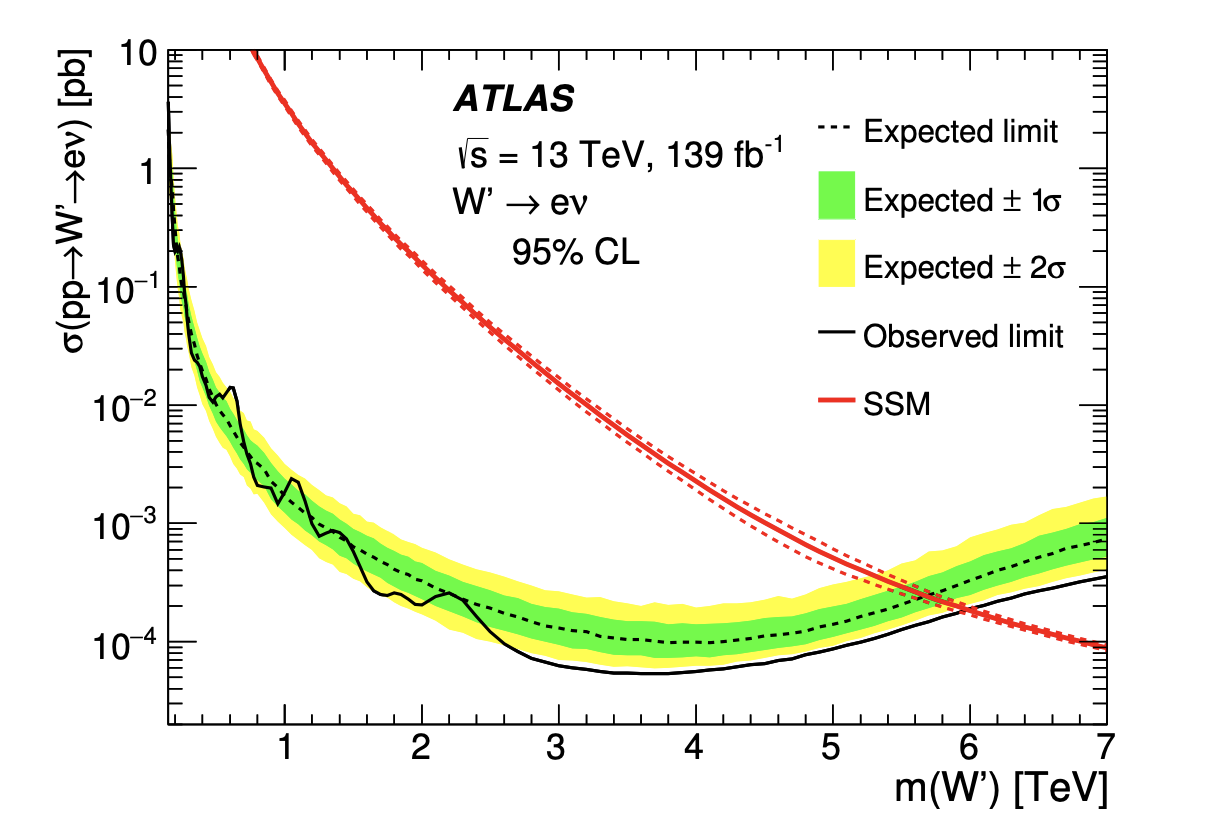 σ(pp→W'→eν) [pb]
10
1
10⁻¹
10⁻²
10⁻³
10⁻⁴
ATLAS
√s = 13 TeV, 139 fb⁻¹
W' → eν
95% CL
Expected limit
Expected ± 1σ
Expected ± 2σ
Observed limit
SSM
1 2 3 4 5 6 7
m(W') [TeV]